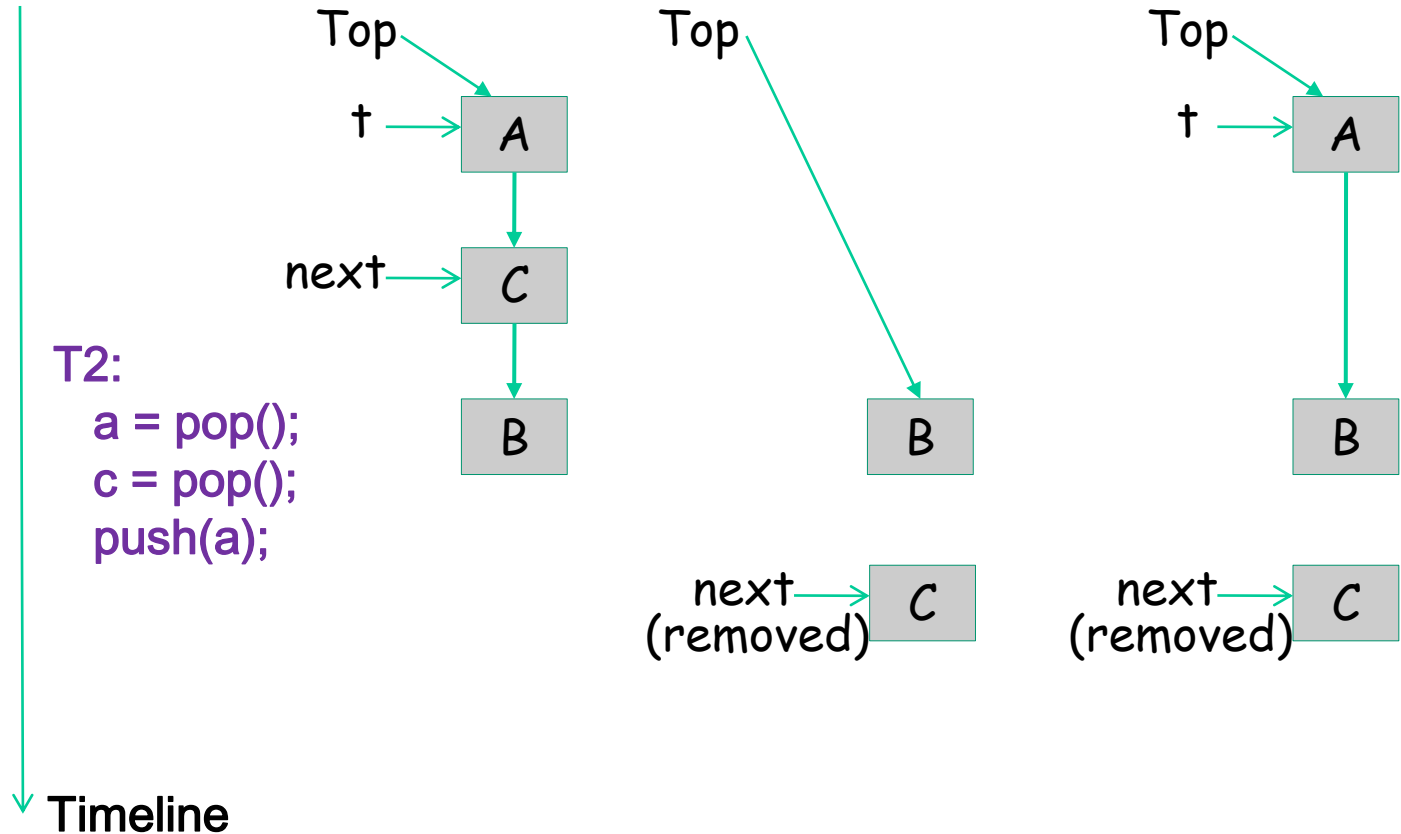 Top
t
A
next
C
B
Top
B
next
(removed)
C
Top
t
A
B
next
(removed)
C
T2:
a = pop();
c = pop();
push(a);
Timeline